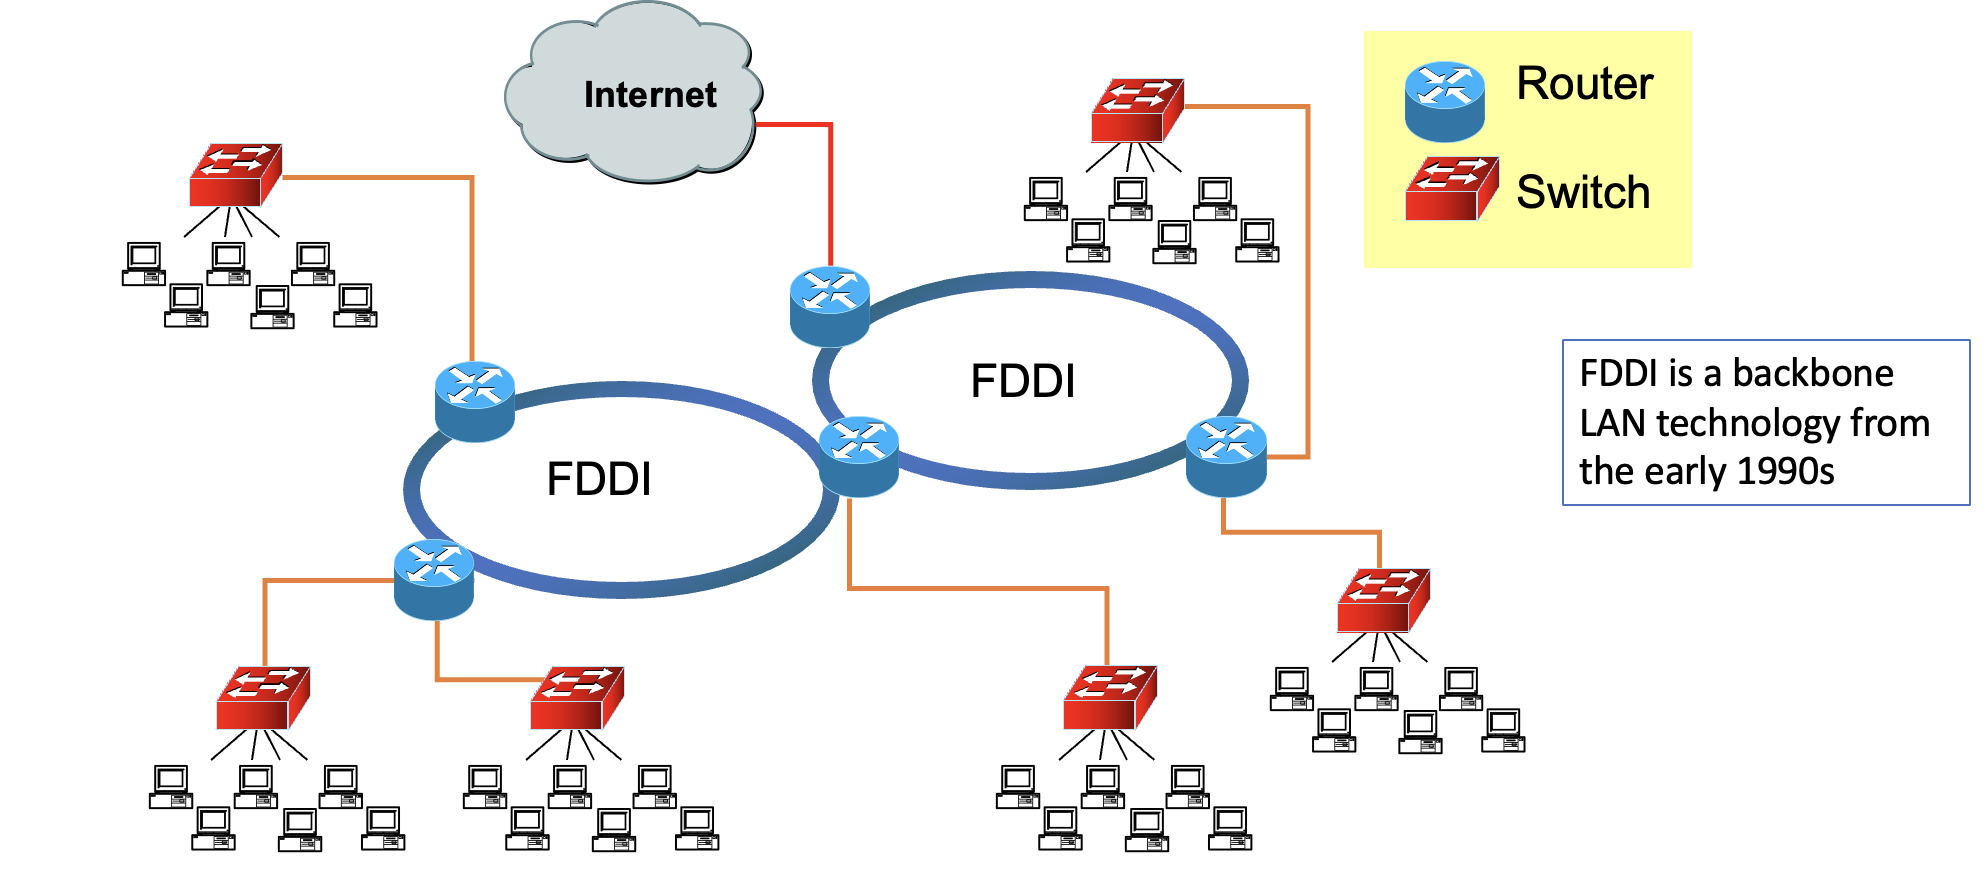 Internet
Router
Switch
FDDI
FDDI
FDDI is a backbone
LAN technology from
the early 1990s